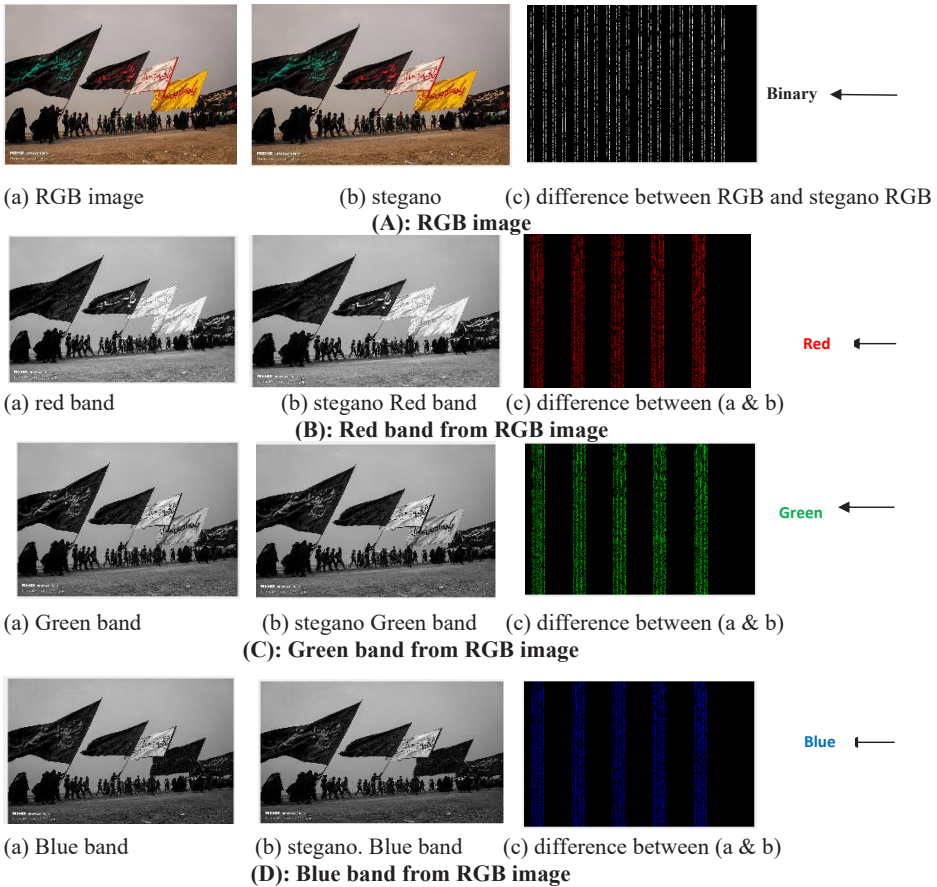 Binary
(a) RGB image (b) stegano (c) difference between RGB and stegano RGB
(A): RGB image
Red
(a) red band (b) stegano Red band (c) difference between (a & b)
(B): Red band from RGB image
Green
(a) Green band (b) stegano Green band (c) difference between (a & b)
(C): Green band from RGB image
Blue
(a) Blue band (b) stegano. Blue band (c) difference between (a & b)
(D): Blue band from RGB image